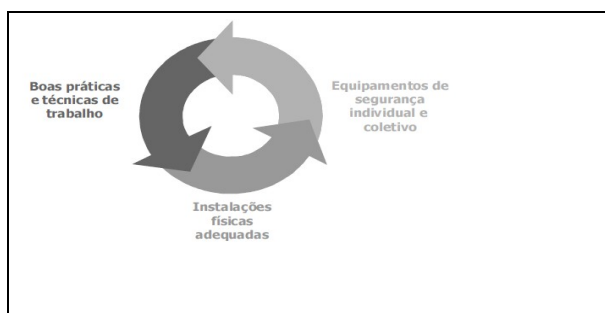 Boas práticas
e técnicas de
trabalho
Equipamentos de
segurança
individual e
coletivo
Instalações
físicas
adequadas